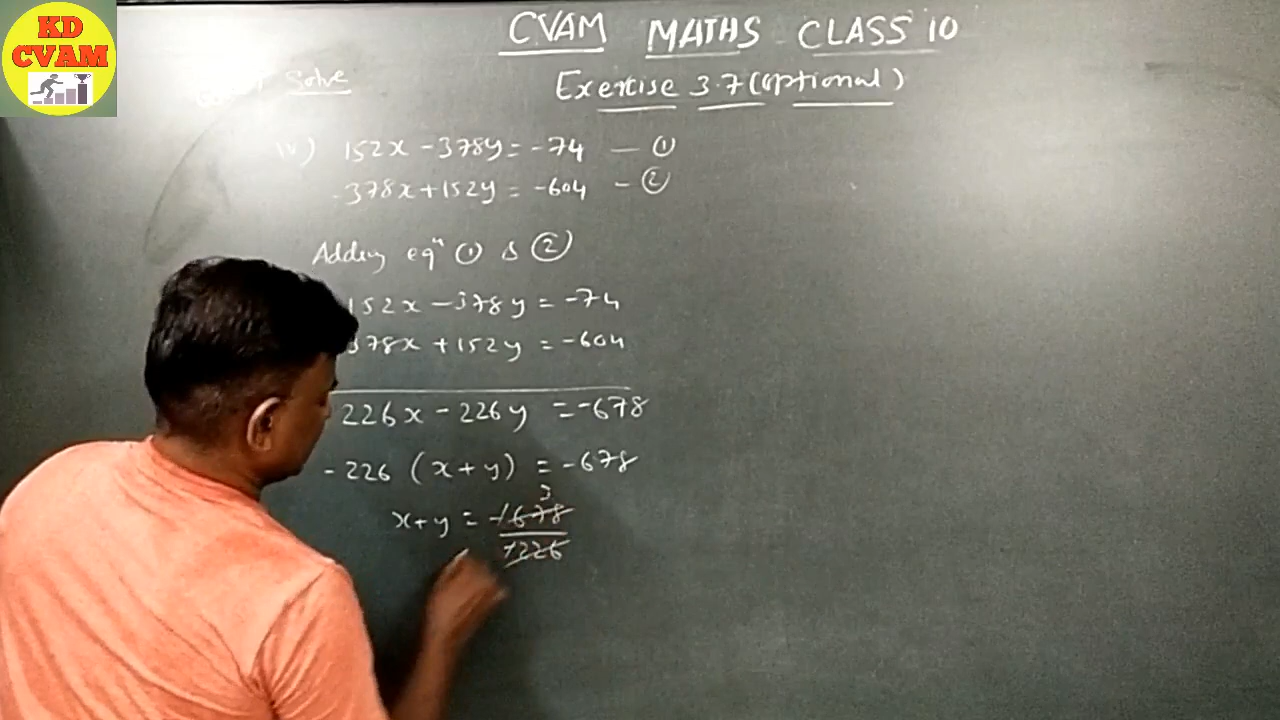 KD
CVAM
CVAM MATHS CLASS 10
Solve
Exercise 3.7 (optional)
iv) 152x - 378y = -74 — ①
-378x + 152y = -604 - ②
Adding eqⁿ ① & ②
152x - 378y = -74
378x + 152y = -604
226x - 226y = -678
-226 (x + y) = -678
3
x + y = -678
-226